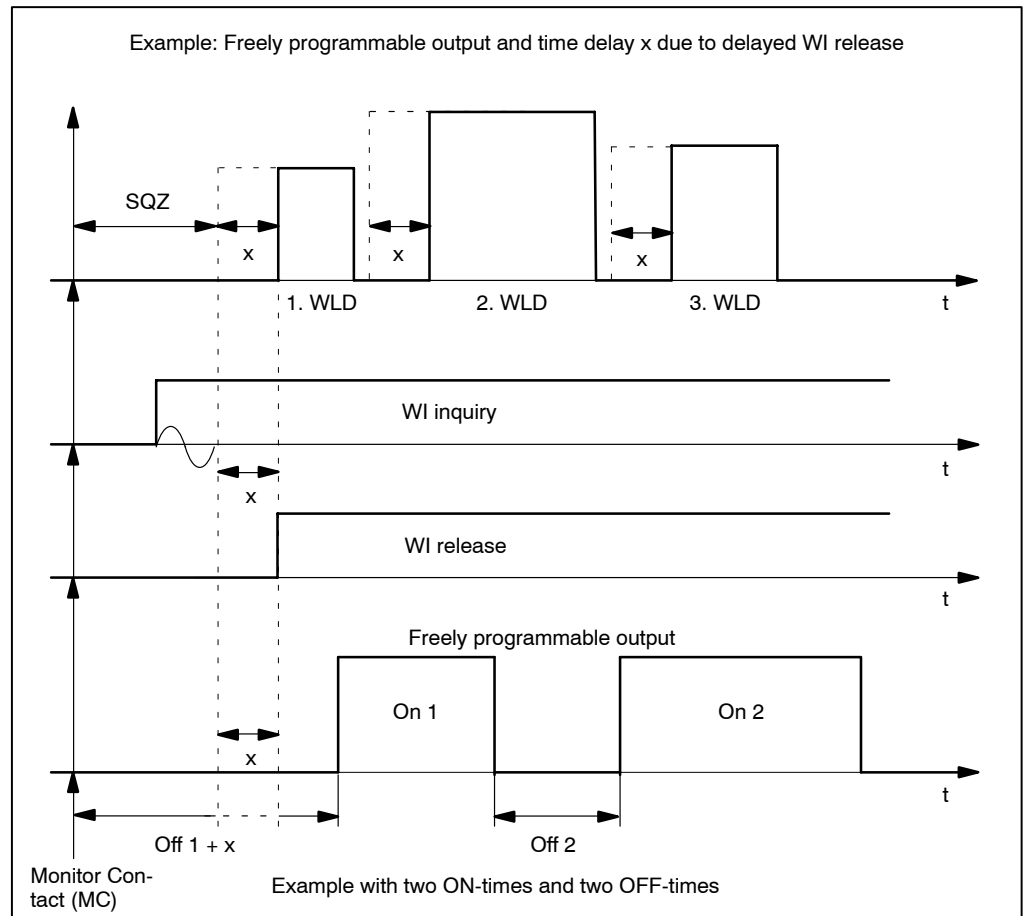 Example: Freely programmable output and time delay x due to delayed WI release
SQZ
x
x
x
1. WLD
2. WLD
3. WLD
t
WI inquiry
t
x
WI release
t
Freely programmable output
On 1
On 2
x
t
Off 1 + x
Off 2
Monitor Con-
tact (MC)
Example with two ON-times and two OFF-times